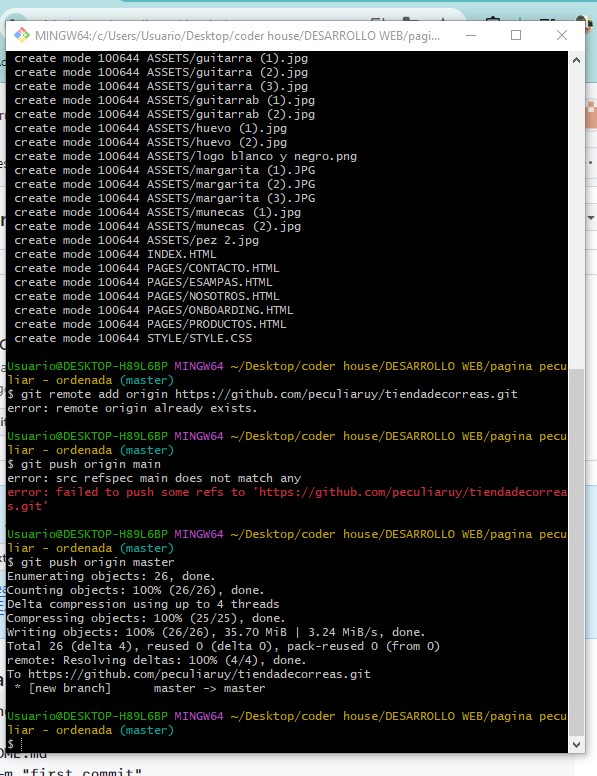 MINGW64:/c/Users/Usuario/Desktop/coder house/DESARROLLO WEB/pagi...
create mode 100644 ASSETS/guitarra (1).jpg
create mode 100644 ASSETS/guitarra (2).jpg
create mode 100644 ASSETS/guitarra (3).jpg
create mode 100644 ASSETS/guitarrab (1).jpg
create mode 100644 ASSETS/guitarrab (2).jpg
create mode 100644 ASSETS/huevo (1).jpg
create mode 100644 ASSETS/huevo (2).jpg
create mode 100644 ASSETS/logo blanco y negro.png
create mode 100644 ASSETS/margarita (1).JPG
create mode 100644 ASSETS/margarita (2).JPG
create mode 100644 ASSETS/margarita (3).JPG
create mode 100644 ASSETS/munecas (1).jpg
create mode 100644 ASSETS/munecas (2).jpg
create mode 100644 ASSETS/pez 2.jpg
create mode 100644 INDEX.HTML
create mode 100644 PAGES/CONTACTO.HTML
create mode 100644 PAGES/ESAMPAS.HTML
create mode 100644 PAGES/NOSOTROS.HTML
create mode 100644 PAGES/ONBOARDING.HTML
create mode 100644 PAGES/PRODUCTOS.HTML
create mode 100644 STYLE/STYLE.CSS
Usuario@DESKTOP-H89L6BP MINGW64 ~/Desktop/coder house/DESARROLLO WEB/pagina pecu
liar - ordenada (master)
$ git remote add origin https://github.com/peculiaruy/tiendadecorreas.git
error: remote origin already exists.
Usuario@DESKTOP-H89L6BP MINGW64 ~/Desktop/coder house/DESARROLLO WEB/pagina pecu
liar - ordenada (master)
$ git push origin main
error: src refspec main does not match any
error: failed to push some refs to 'https://github.com/peculiaruy/tiendadecorrea
s.git'
Usuario@DESKTOP-H89L6BP MINGW64 ~/Desktop/coder house/DESARROLLO WEB/pagina pecu
liar - ordenada (master)
$ git push origin master
Enumerating objects: 26, done.
Counting objects: 100% (26/26), done.
Delta compression using up to 4 threads
Compressing objects: 100% (25/25), done.
Writing objects: 100% (26/26), 35.70 MiB | 3.24 MiB/s, done.
Total 26 (delta 4), reused 0 (delta 0), pack-reused 0 (from 0)
remote: Resolving deltas: 100% (4/4), done.
To https://github.com/peculiaruy/tiendadecorreas.git
* [new branch]      master -> master
Usuario@DESKTOP-H89L6BP MINGW64 ~/Desktop/coder house/DESARROLLO WEB/pagina pecu
liar - ordenada (master)
$
-m "first commit"